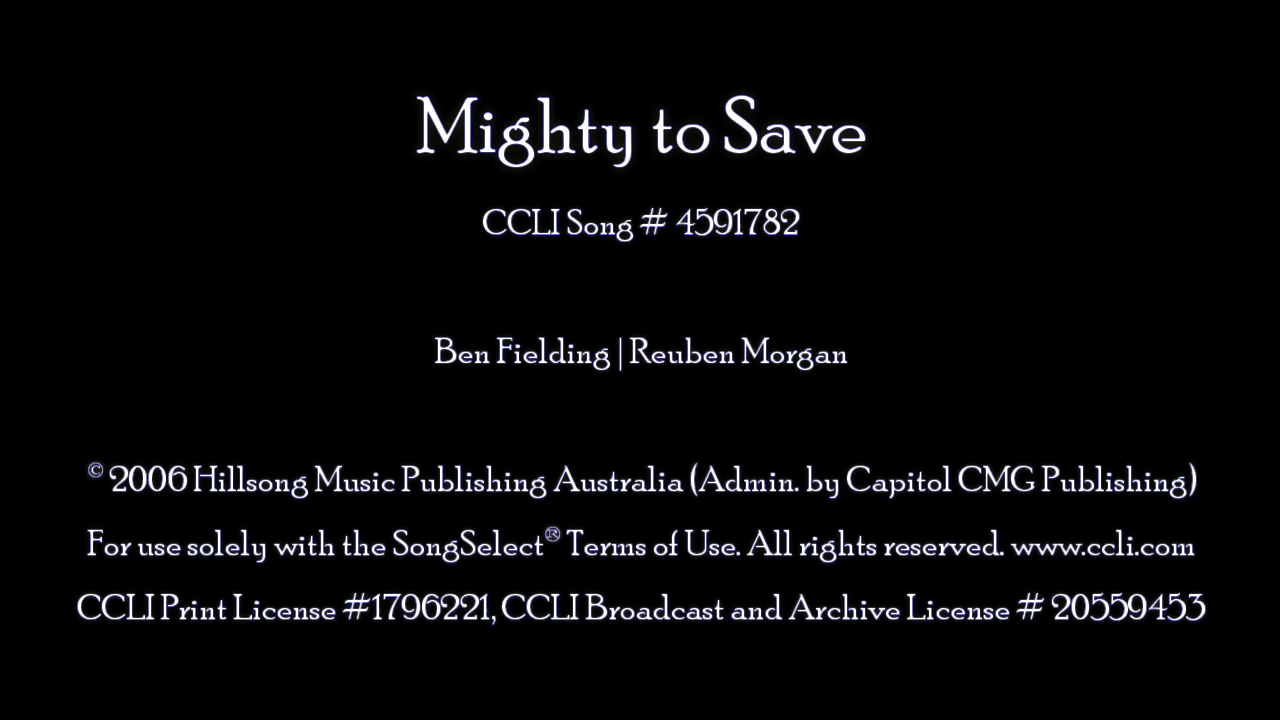 Mighty to Save
CCLI Song # 4591782
Ben Fielding | Reuben Morgan
© 2006 Hillsong Music Publishing Australia (Admin. by Capitol CMG Publishing)
For use solely with the SongSelect® Terms of Use. All rights reserved. www.ccli.com
CCLI Print License #1796221, CCLI Broadcast and Archive License # 20559453